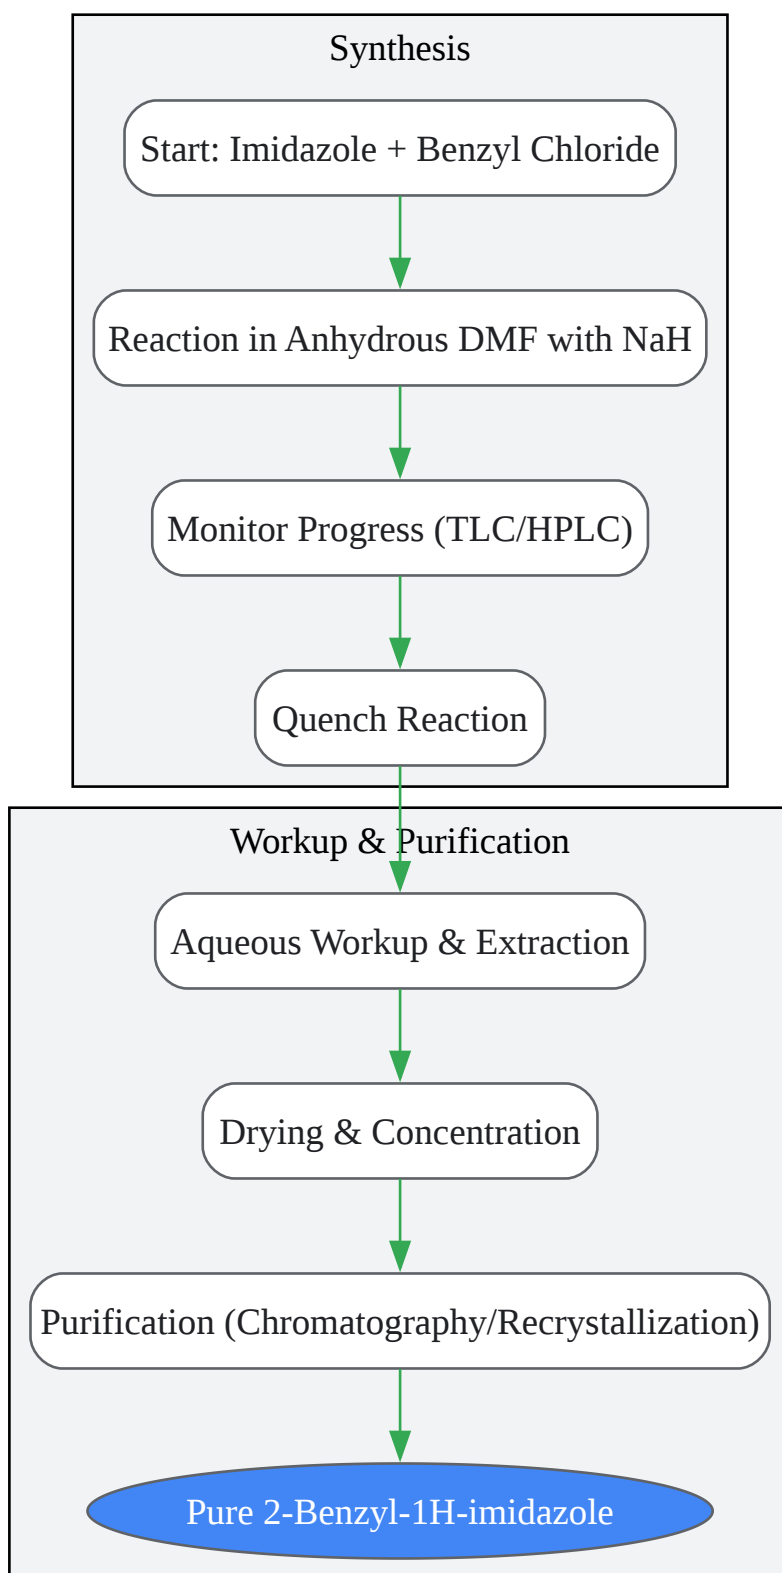 Synthesis
Start: Imidazole + Benzyl Chloride
Reaction in Anhydrous DMF with NaH
Monitor Progress (TLC/HPLC)
Quench Reaction
Workup & Purification
Aqueous Workup & Extraction
Drying & Concentration
Purification (Chromatography/Recrystallization)
Pure 2-Benzyl-1H-imidazole